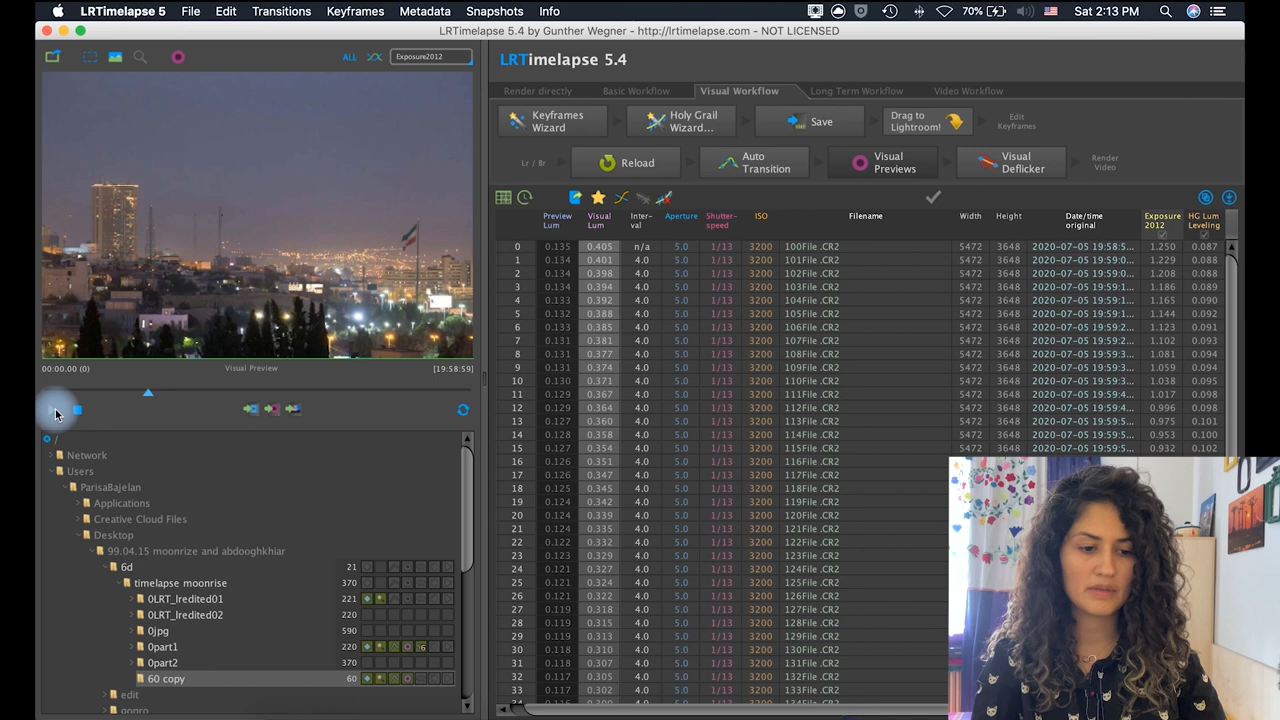 LRTimelapse 5 File Edit Transitions Keyframes Metadata Snapshots Info 70% Sat 2:13 PM
LRTimelapse 5.4 by Gunther Wegner - http://lrtimelapse.com - NOT LICENSED
ALL Exposure2012
LRTimelapse 5.4
Render directly Basic Workflow Visual Workflow Long Term Workflow Video Workflow
Keyframes Wizard Holy Grail Wizard... Save Drag to Lightroom! Edit Keyframes
Lr / Br Reload Auto Transition Visual Previews Visual Deflicker Render Video
Preview Lum Visual Lum Inter-val Aperture Shutter-speed ISO Filename Width Height Date/time original Exposure 2012 HG Lum Leveling
0 0.135 0.405 n/a 5.0 1/13 3200 100File .CR2 5472 3648 2020-07-05 19:58:5... 1.250 0.087
1 0.134 0.401 4.0 5.0 1/13 3200 101File .CR2 5472 3648 2020-07-05 19:59:0... 1.229 0.088
2 0.134 0.398 4.0 5.0 1/13 3200 102File .CR2 5472 3648 2020-07-05 19:59:0... 1.208 0.088
3 0.134 0.394 4.0 5.0 1/13 3200 103File .CR2 5472 3648 2020-07-05 19:59:1... 1.186 0.089
4 0.133 0.392 4.0 5.0 1/13 3200 104File .CR2 5472 3648 2020-07-05 19:59:1... 1.165 0.090
5 0.132 0.388 4.0 5.0 1/13 3200 105File .CR2 5472 3648 2020-07-05 19:59:1... 1.144 0.092
6 0.133 0.385 4.0 5.0 1/13 3200 106File .CR2 5472 3648 2020-07-05 19:59:2... 1.123 0.091
7 0.132 0.381 4.0 5.0 1/13 3200 107File .CR2 5472 3648 2020-07-05 19:59:2... 1.102 0.093
8 0.131 0.377 4.0 5.0 1/13 3200 108File .CR2 5472 3648 2020-07-05 19:59:3... 1.081 0.094
9 0.131 0.374 4.0 5.0 1/13 3200 109File .CR2 5472 3648 2020-07-05 19:59:3... 1.060 0.094
10 0.130 0.371 4.0 5.0 1/13 3200 110File .CR2 5472 3648 2020-07-05 19:59:3... 1.038 0.095
11 0.129 0.367 4.0 5.0 1/13 3200 111File .CR2 5472 3648 2020-07-05 19:59:4... 1.017 0.098
12 0.129 0.364 4.0 5.0 1/13 3200 112File .CR2 5472 3648 2020-07-05 19:59:4... 0.996 0.098
13 0.128 0.360 4.0 5.0 1/13 3200 113File .CR2 5472 3648 2020-07-05 19:59:5... 0.975 0.101
14 0.128 0.358 4.0 5.0 1/13 3200 114File .CR2 5472 3648 2020-07-05 19:59:5... 0.953 0.100
15 0.127 0.354 4.0 5.0 1/13 3200 115File .CR2 5472 3648 2020-07-05 19:59:5... 0.932 0.102
16 0.126 0.351 4.0 5.0 1/13 3200 116File .CR2
17 0.126 0.347 4.0 5.0 1/13 3200 117File .CR2
18 0.125 0.345 4.0 5.0 1/13 3200 118File .CR2
19 0.124 0.342 4.0 5.0 1/13 3200 119File .CR2
20 0.124 0.339 4.0 5.0 1/13 3200 120File .CR2
21 0.124 0.335 4.0 5.0 1/13 3200 121File .CR2
22 0.122 0.332 4.0 5.0 1/13 3200 122File .CR2
23 0.122 0.329 4.0 5.0 1/13 3200 123File .CR2
24 0.122 0.327 4.0 5.0 1/13 3200 124File .CR2
25 0.122 0.324 4.0 5.0 1/13 3200 125File .CR2
26 0.121 0.322 4.0 5.0 1/13 3200 126File .CR2
27 0.119 0.318 4.0 5.0 1/13 3200 127File .CR2
28 0.119 0.315 4.0 5.0 1/13 3200 128File .CR2
29 0.119 0.313 4.0 5.0 1/13 3200 129File .CR2
30 0.118 0.310 4.0 5.0 1/13 3200 130File .CR2
31 0.118 0.307 4.0 5.0 1/13 3200 131File .CR2
32 0.117 0.305 4.0 5.0 1/13 3200 132File .CR2
33 0.117 0.302 4.0 5.0 1/13 3200 133File .CR2
00:00.00 (0) Visual Preview [19:58:59]
/
Network
Users
ParisaBajelan
Applications
Creative Cloud Files
Desktop
99.04.15 moonrize and abdooghkhiar
6d 21
timelapse moonrise 370
0LRT_lredited01 221
0LRT_lredited02 220
0jpg 590
0part1 220 6
0part2 370
60 copy 60
edit
gopro